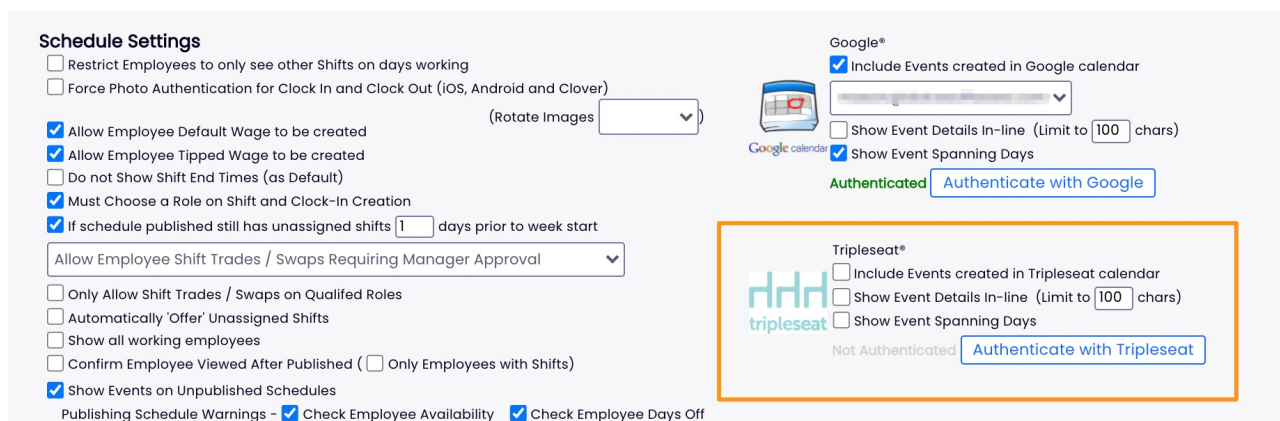 Schedule Settings
Restrict Employees to only see other Shifts on days working
Force Photo Authentication for Clock In and Clock Out (iOS, Android and Clover)
(Rotate Images )
Allow Employee Default Wage to be created
Allow Employee Tipped Wage to be created
Do not Show Shift End Times (as Default)
Must Choose a Role on Shift and Clock-In Creation
If schedule published still has unassigned shifts 1 days prior to week start
Allow Employee Shift Trades / Swaps Requiring Manager Approval
Only Allow Shift Trades / Swaps on Qualifed Roles
Automatically 'Offer' Unassigned Shifts
Show all working employees
Confirm Employee Viewed After Published ( Only Employees with Shifts)
Show Events on Unpublished Schedules
Publishing Schedule Warnings - Check Employee Availability Check Employee Days Off
Google®
Include Events created in Google calendar
Show Event Details In-line (Limit to 100 chars)
Google calendar
Show Event Spanning Days
Authenticated Authenticate with Google
Tripleseat®
Include Events created in Tripleseat calendar
Show Event Details In-line (Limit to 100 chars)
tripleseat
Show Event Spanning Days
Not Authenticated Authenticate with Tripleseat